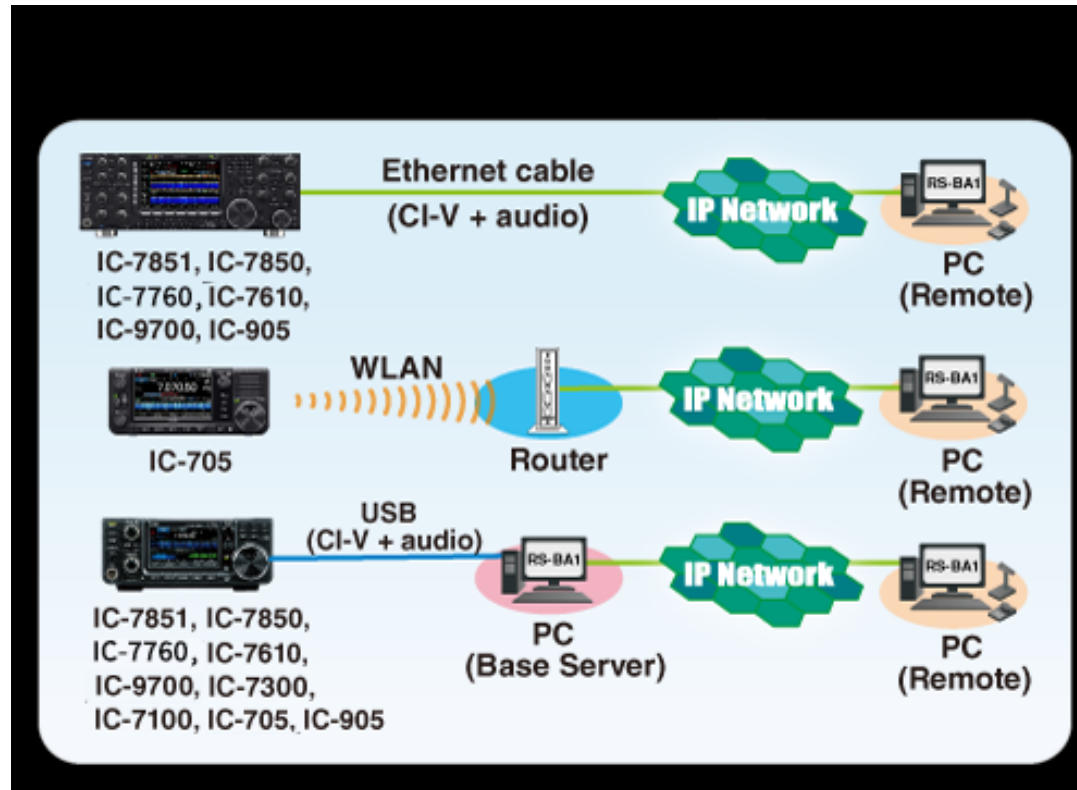 Ethernet cable
(CI-V + audio)
IP Network
RS-BA1
PC
(Remote)
IC-7851, IC-7850,
IC-7760, IC-7610,
IC-9700, IC-905
WLAN
7.070.50
IC-705
Router
IP Network
RS-BA1
PC
(Remote)
USB
(CI-V + audio)
RS-BA1
PC
(Base Server)
IP Network
RS-BA1
PC
(Remote)
IC-7851, IC-7850,
IC-7760, IC-7610,
IC-9700, IC-7300,
IC-7100, IC-705, IC-905